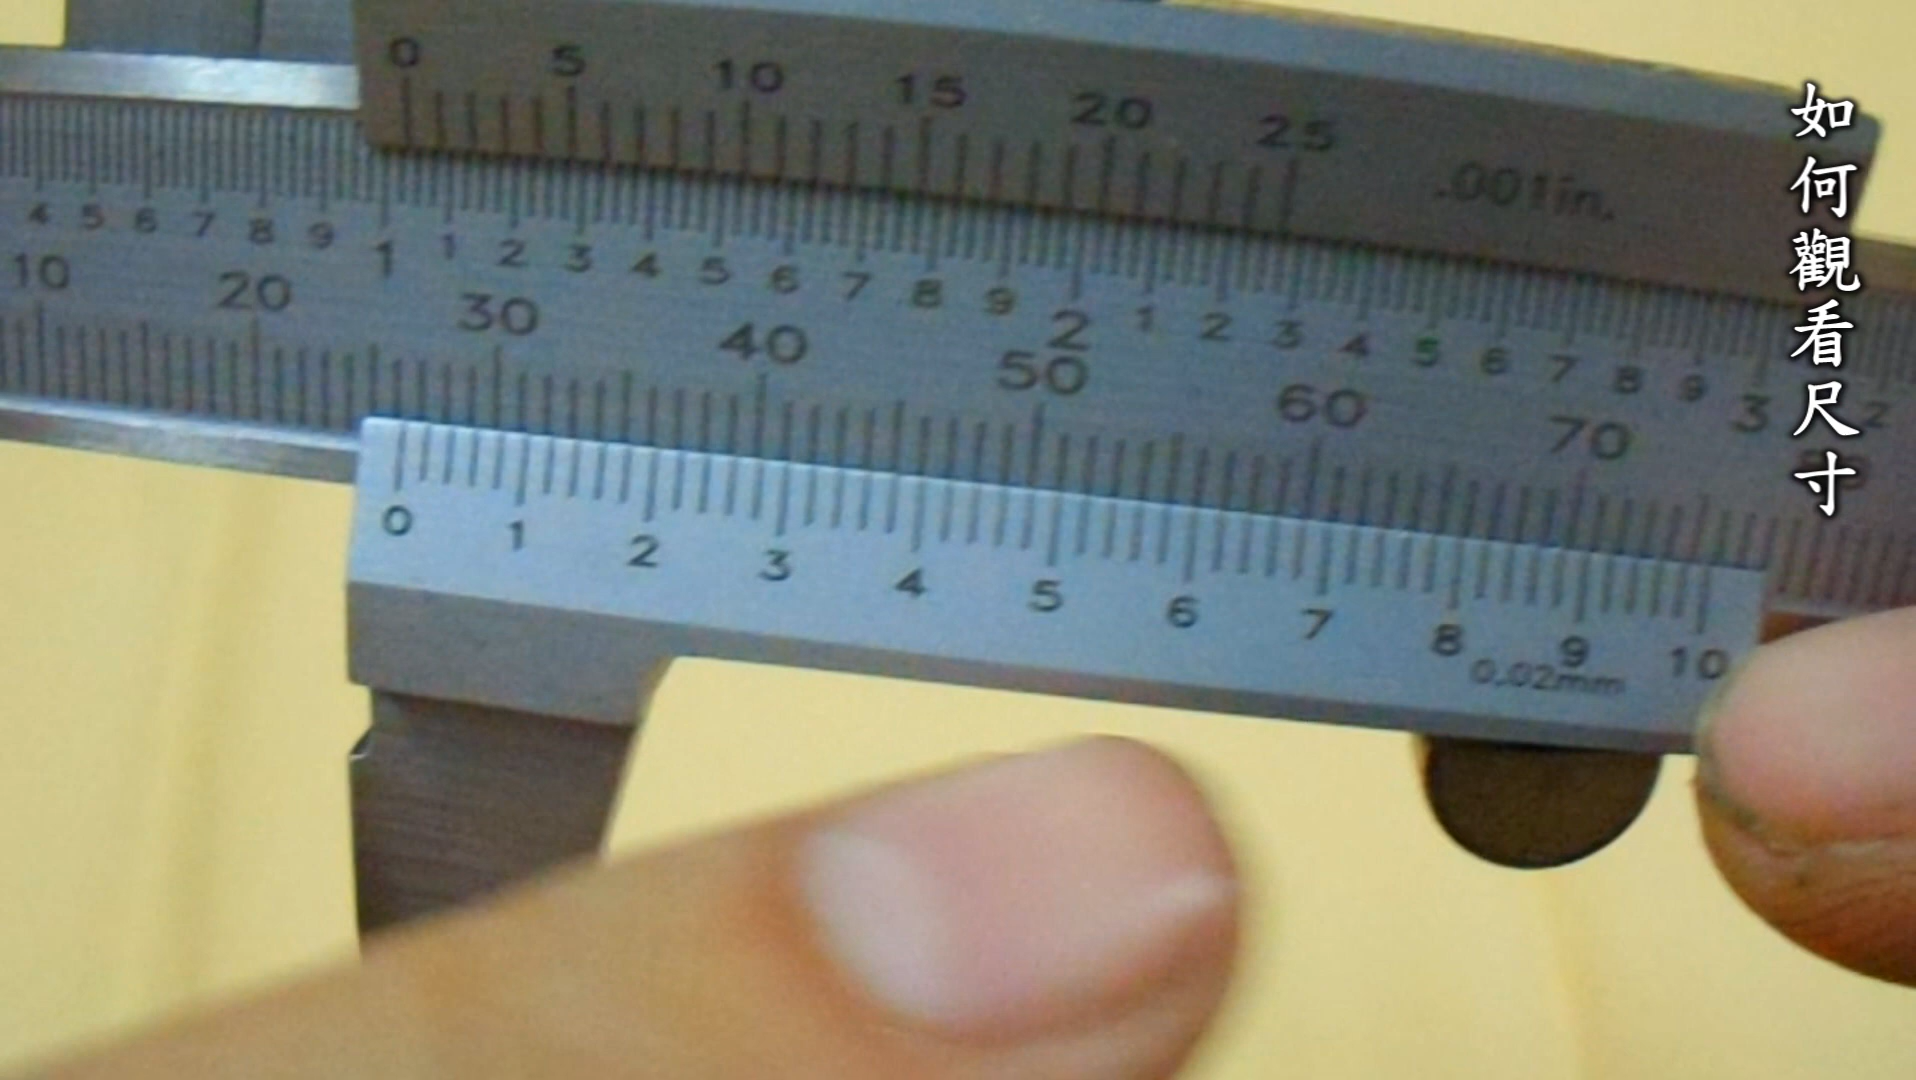 0 5 10 15 20 25 .001in.
4 5 6 7 8 9 1 1 2 3 4 5 6 7 8 9 2 1 2 3 4 5 6 7 8 9 3 2
10 20 30 40 50 60 70
0 1 2 3 4 5 6 7 8 9 10
0.02mm
如何觀看尺寸